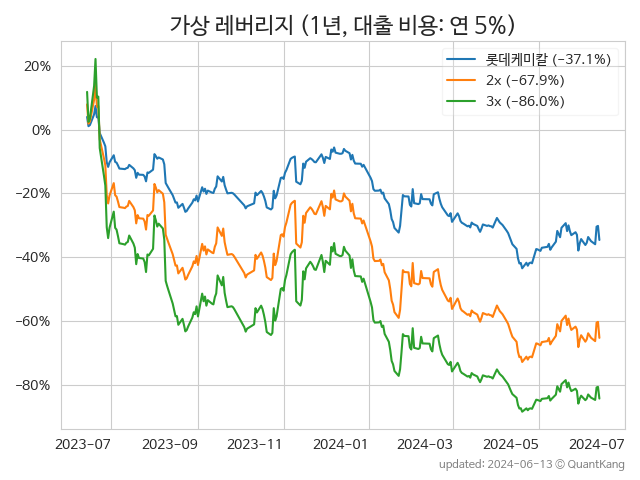 가상 레버리지 (1년, 대출 비용: 연 5%)
롯데케미칼 (−37.1%)
2x (−67.9%)
3x (−86.0%)
20%
0%
−20%
−40%
−60%
−80%
2023-07
2023-09
2023-11
2024-01
2024-03
2024-05
2024-07
updated: 2024-06-13 © QuantKang